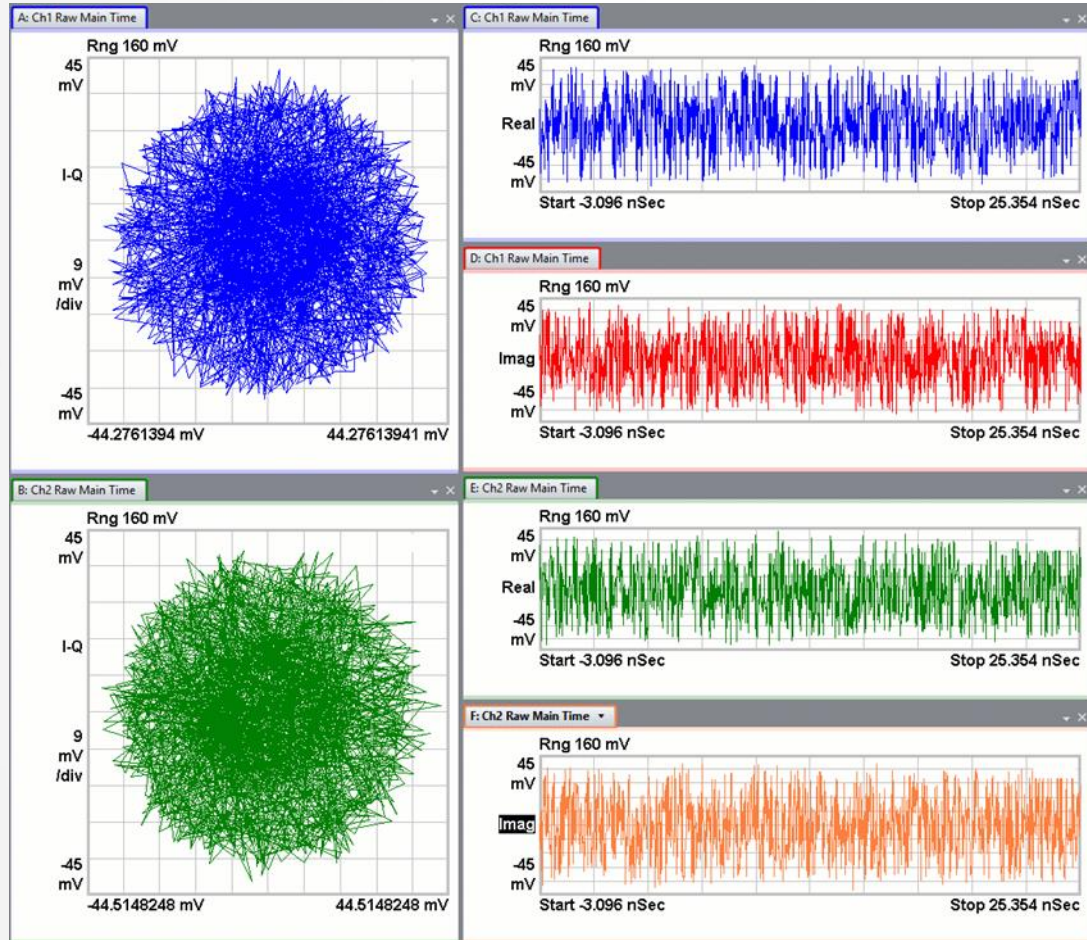 A: Ch1 Raw Main Time
Rng 160 mV
45
mV
I-Q
9
mV
/div
-45
mV
-44.2761394 mV
44.27613941 mV
B: Ch2 Raw Main Time
Rng 160 mV
45
mV
I-Q
9
mV
/div
-45
mV
-44.5148248 mV
44.5148248 mV
C: Ch1 Raw Main Time
Rng 160 mV
45
mV
Real
-45
mV
Start -3.096 nSec
Stop 25.354 nSec
D: Ch1 Raw Main Time
Rng 160 mV
45
mV
Imag
-45
mV
Start -3.096 nSec
Stop 25.354 nSec
E: Ch2 Raw Main Time
Rng 160 mV
45
mV
Real
-45
mV
Start -3.096 nSec
Stop 25.354 nSec
F: Ch2 Raw Main Time
Rng 160 mV
45
mV
Imag
-45
mV
Start -3.096 nSec
Stop 25.354 nSec